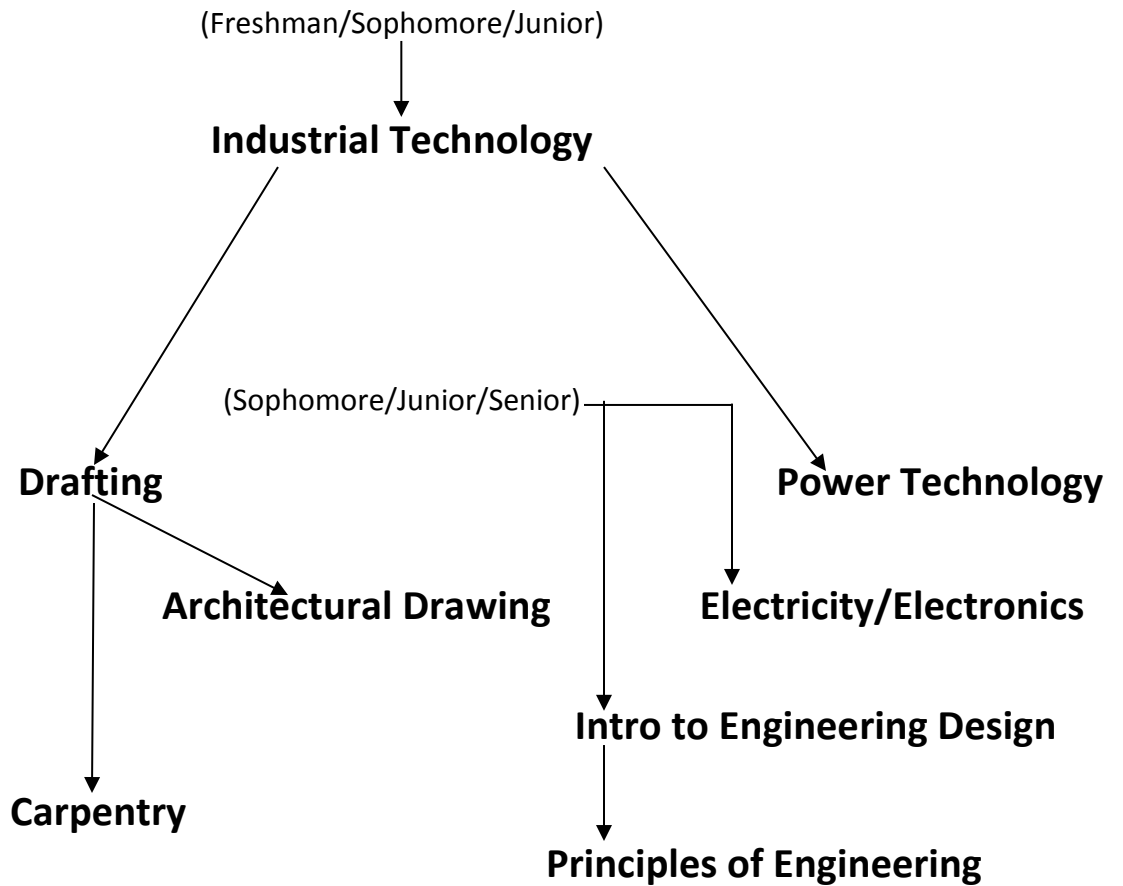 (Freshman/Sophomore/Junior)
Industrial Technology
(Sophomore/Junior/Senior)
Drafting
Power Technology
Architectural Drawing
Electricity/Electronics
Intro to Engineering Design
Carpentry
Principles of Engineering